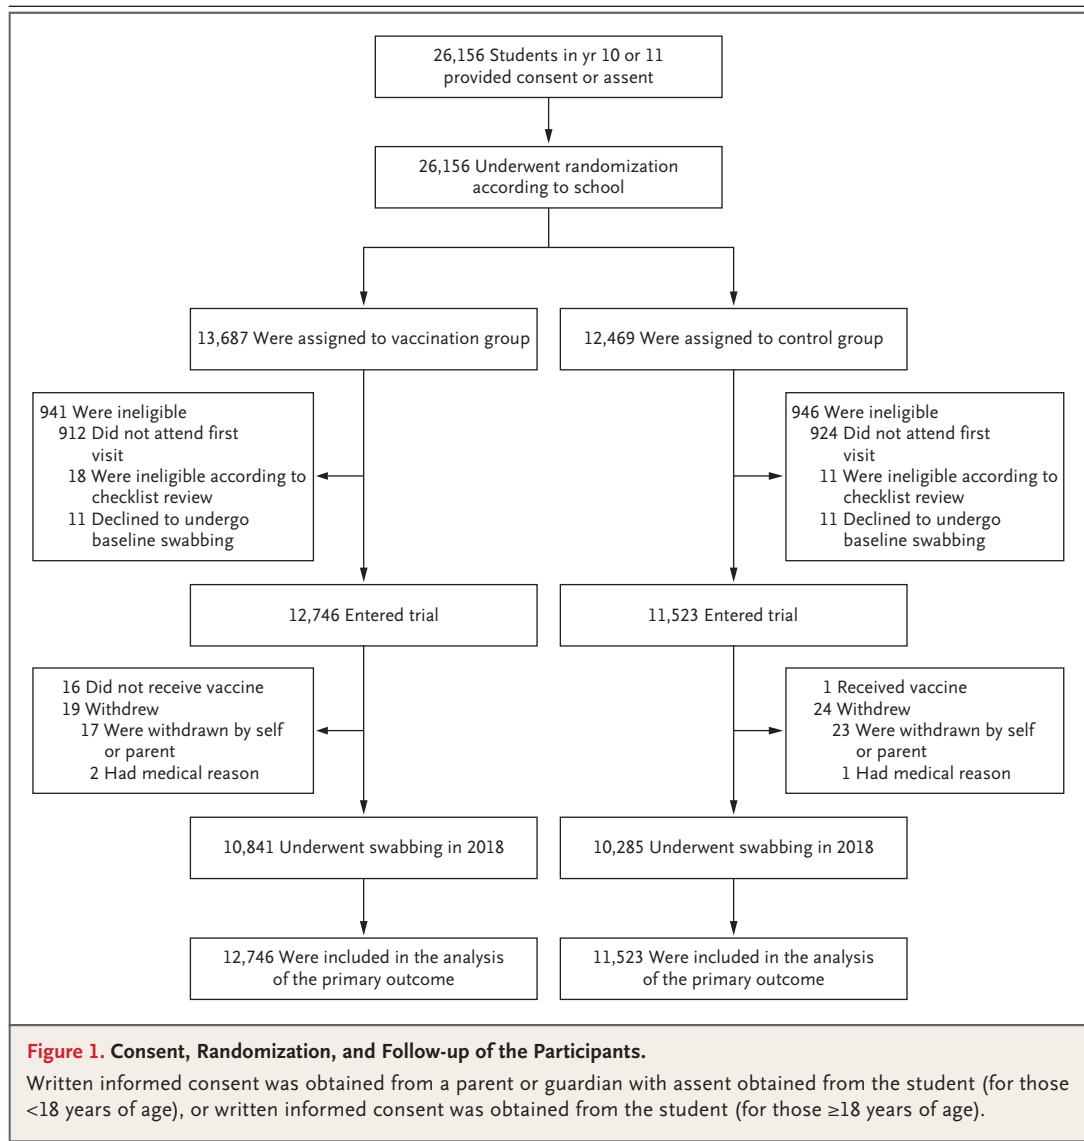 26,156 Students in yr 10 or 11
provided consent or assent
26,156 Underwent randomization
according to school
13,687 Were assigned to vaccination group
12,469 Were assigned to control group
941 Were ineligible
912 Did not attend first
visit
18 Were ineligible according to
checklist review
11 Declined to undergo
baseline swabbing
946 Were ineligible
924 Did not attend first
visit
11 Were ineligible according to
checklist review
11 Declined to undergo
baseline swabbing
12,746 Entered trial
11,523 Entered trial
16 Did not receive vaccine
19 Withdrew
17 Were withdrawn by self
or parent
2 Had medical reason
1 Received vaccine
24 Withdrew
23 Were withdrawn by self
or parent
1 Had medical reason
10,841 Underwent swabbing in 2018
10,285 Underwent swabbing in 2018
12,746 Were included in the analysis
of the primary outcome
11,523 Were included in the analysis
of the primary outcome
Figure 1. Consent, Randomization, and Follow-up of the Participants.
Written informed consent was obtained from a parent or guardian with assent obtained from the student (for those
<18 years of age), or written informed consent was obtained from the student (for those ≥18 years of age).